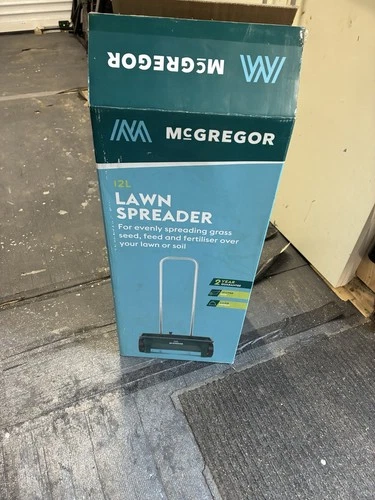 McGREGOR
McGREGOR
12L
LAWN
SPREADER
For evenly spreading grass
seed, feed and fertiliser over
your lawn or soil
2 YEAR
GUARANTEE